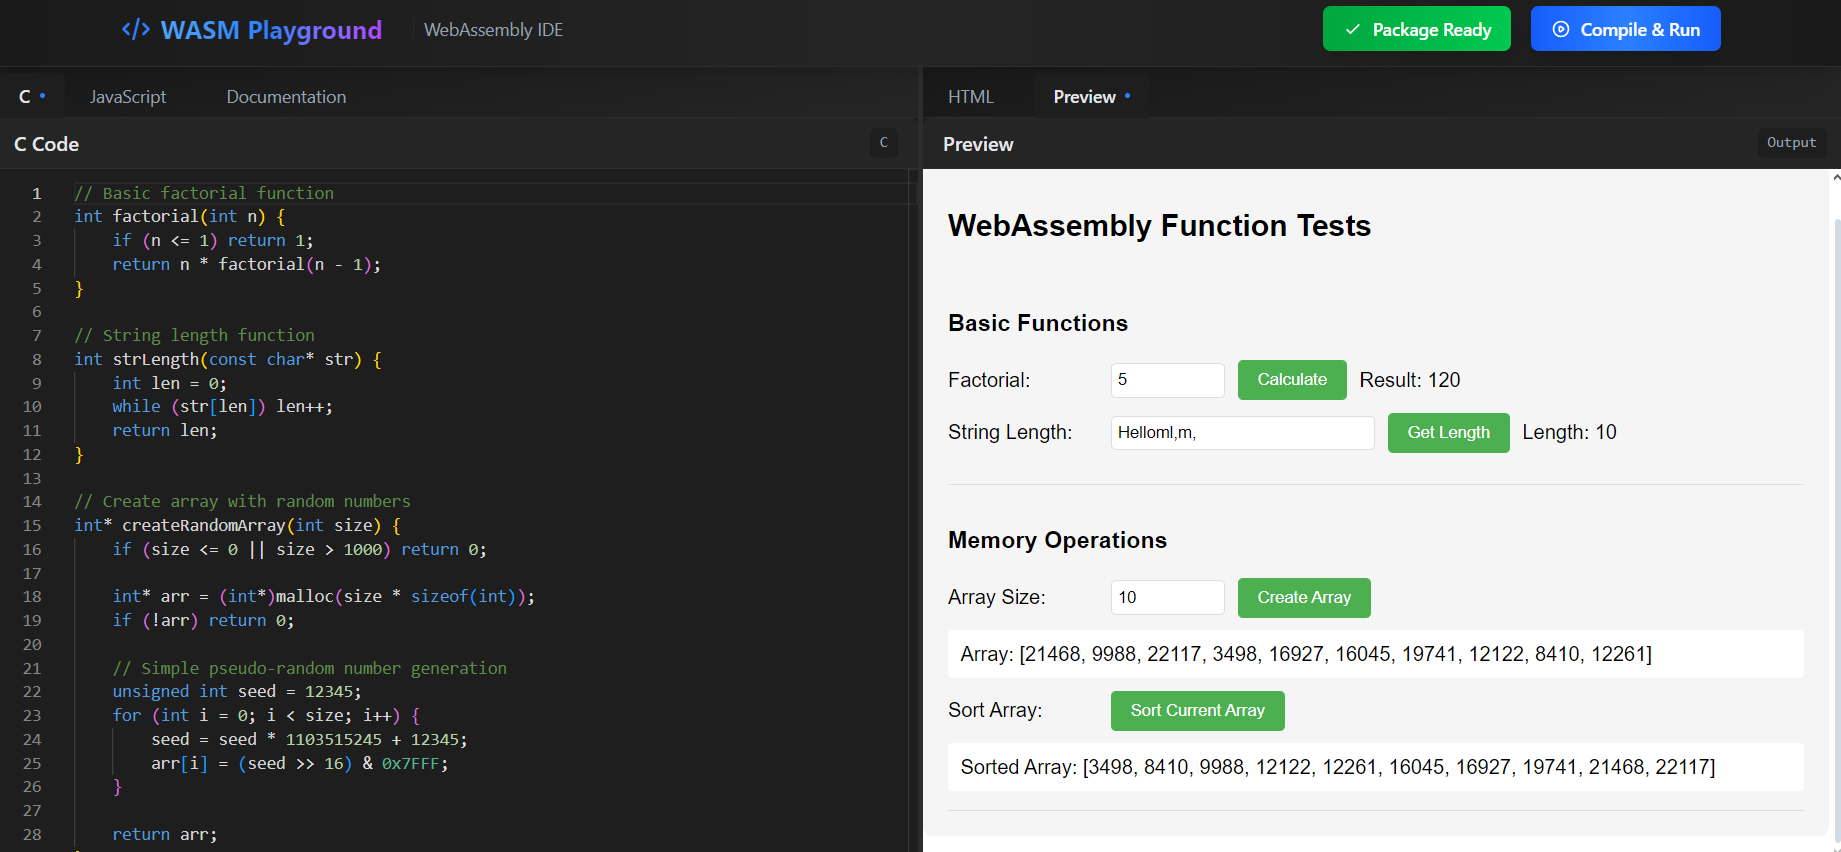 </> WASM Playground WebAssembly IDE Package Ready Compile & Run
C JavaScript Documentation
C Code C
1 // Basic factorial function
2 int factorial(int n) {
3 if (n <= 1) return 1;
4 return n * factorial(n - 1);
5 }
6
7 // String length function
8 int strLength(const char* str) {
9 int len = 0;
10 while (str[len]) len++;
11 return len;
12 }
13
14 // Create array with random numbers
15 int* createRandomArray(int size) {
16 if (size <= 0 || size > 1000) return 0;
17
18 int* arr = (int*)malloc(size * sizeof(int));
19 if (!arr) return 0;
20
21 // Simple pseudo-random number generation
22 unsigned int seed = 12345;
23 for (int i = 0; i < size; i++) {
24 seed = seed * 1103515245 + 12345;
25 arr[i] = (seed >> 16) & 0x7FFF;
26 }
27
28 return arr;
HTML Preview
Preview Output
WebAssembly Function Tests
Basic Functions
Factorial: 5 Calculate Result: 120
String Length: Helloml,m, Get Length Length: 10
Memory Operations
Array Size: 10 Create Array
Array: [21468, 9988, 22117, 3498, 16927, 16045, 19741, 12122, 8410, 12261]
Sort Array: Sort Current Array
Sorted Array: [3498, 8410, 9988, 12122, 12261, 16045, 16927, 19741, 21468, 22117]